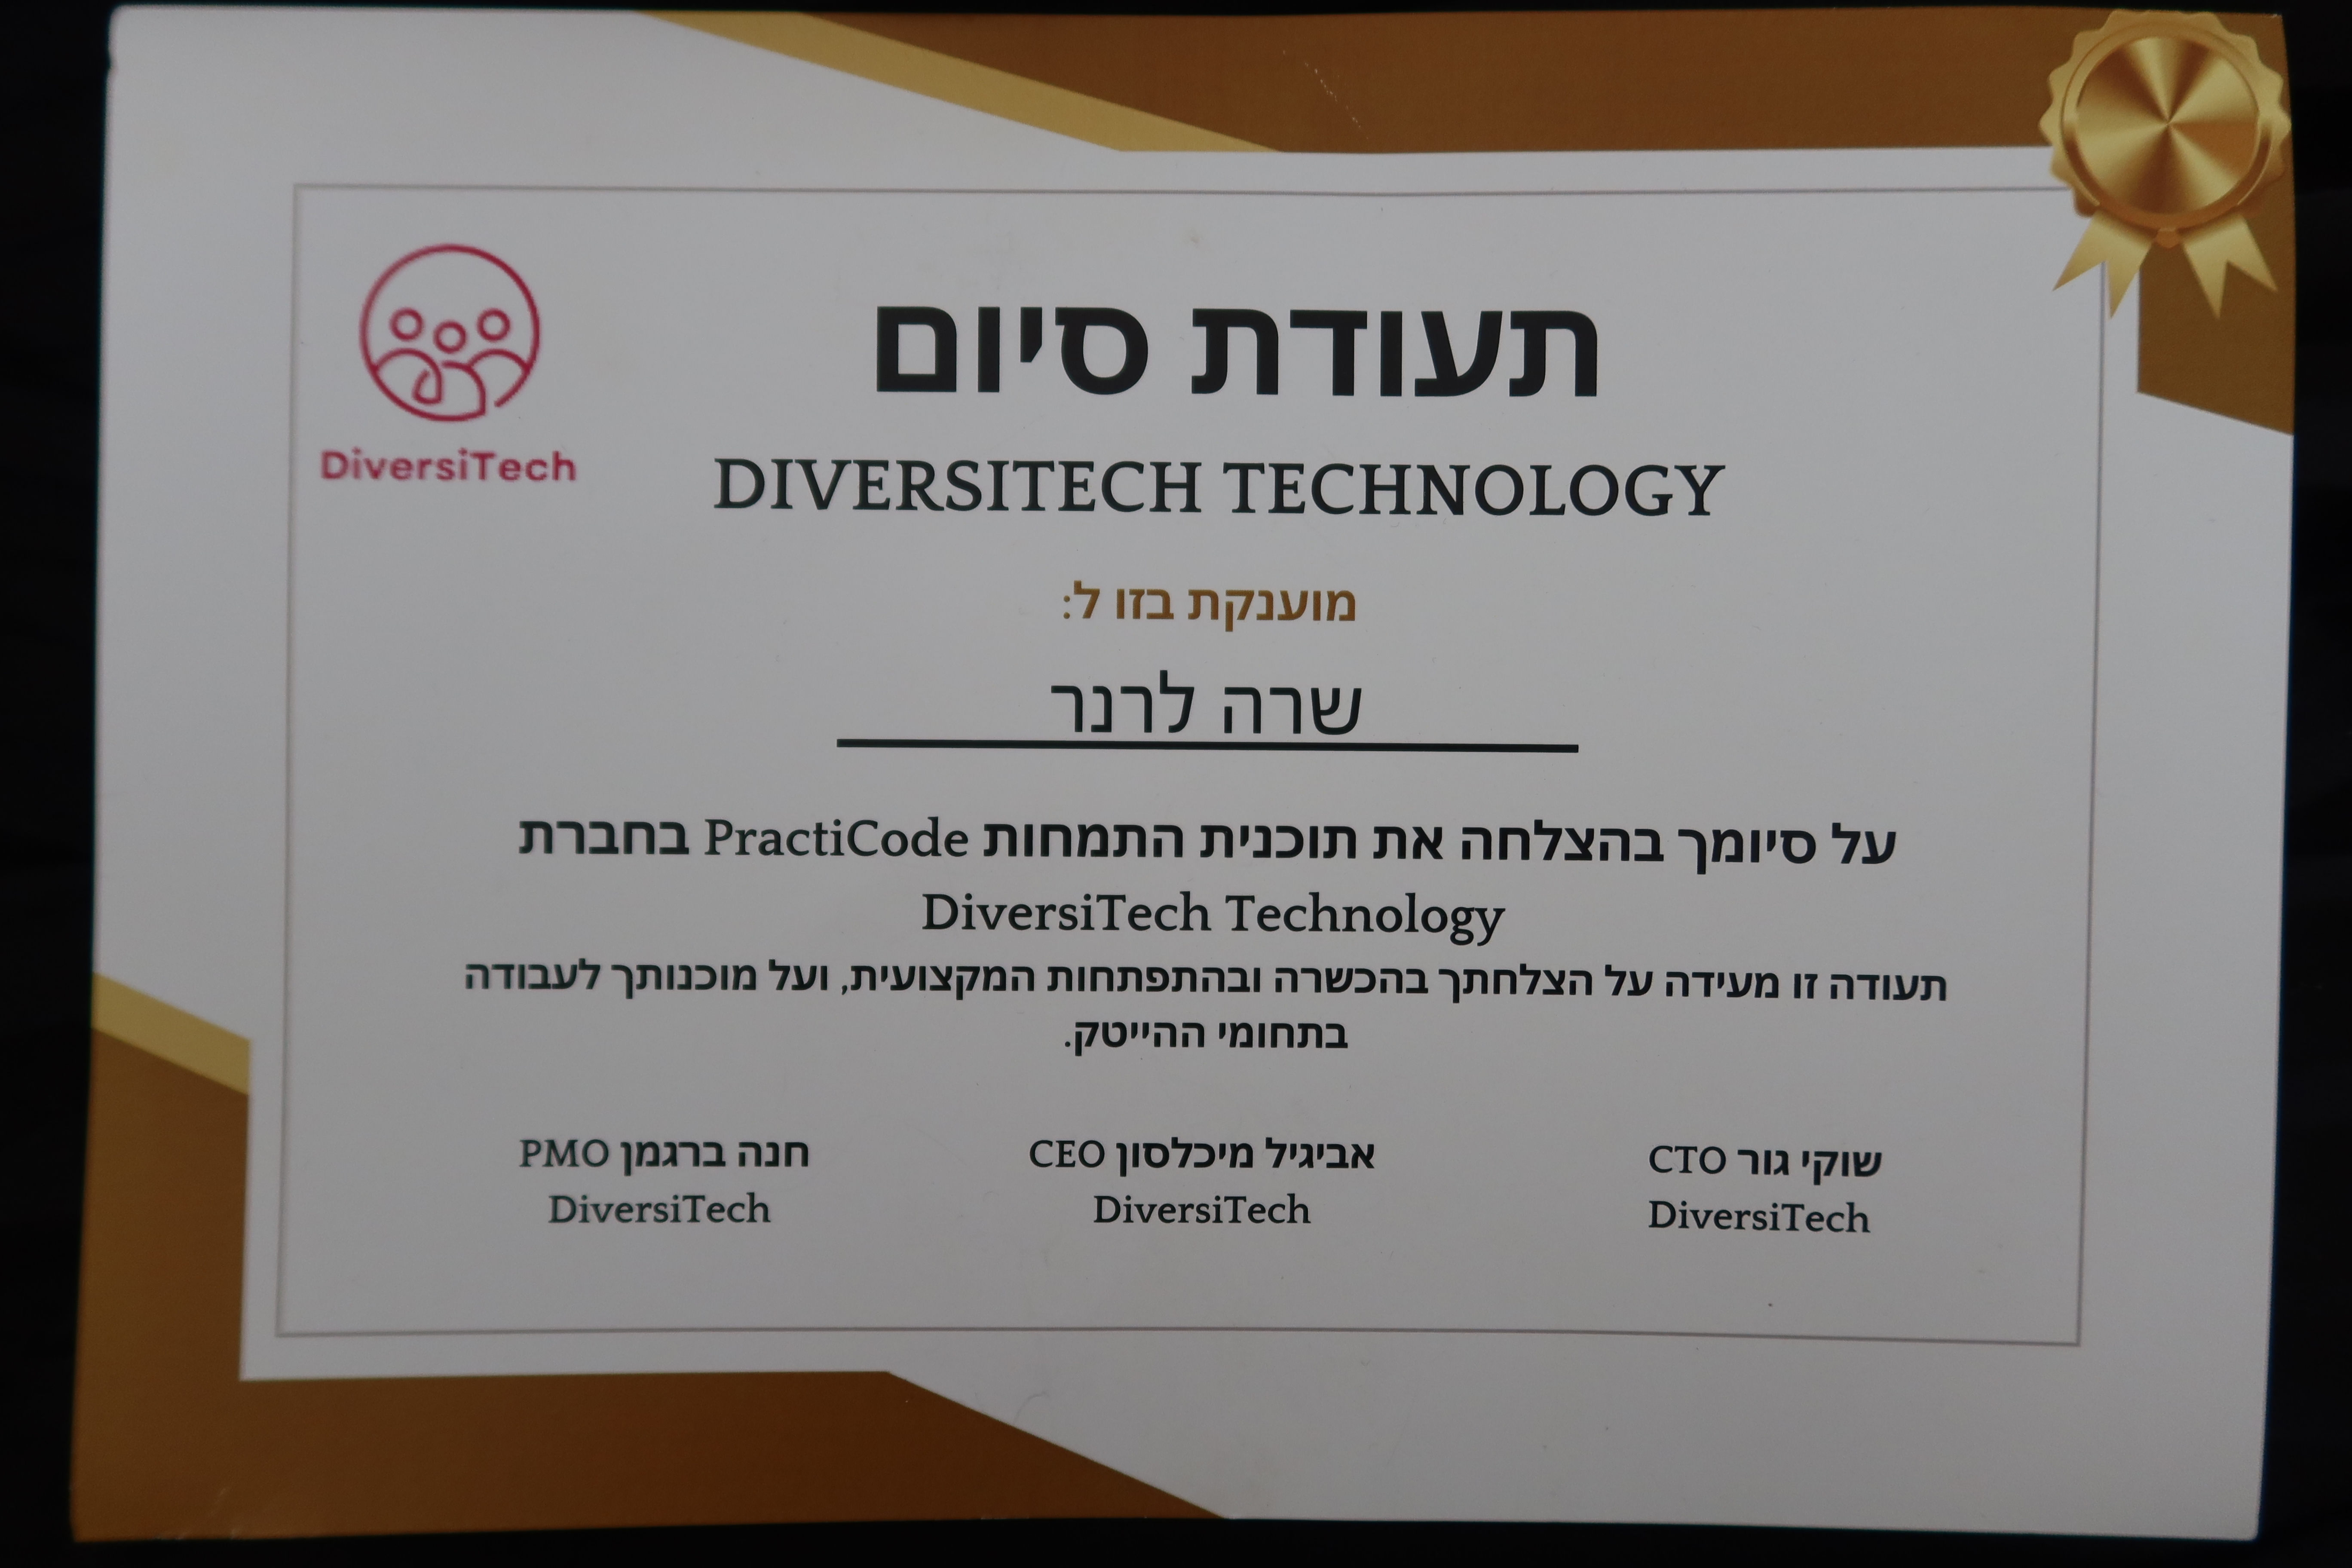 DiversiTech
תעודת סיום
DIVERSITECH TECHNOLOGY
מוענקת בזו ל:
שרה לרנר
על סיומך בהצלחה את תוכנית התמחות PractiCode בחברת
DiversiTech Technology
תעודה זו מעידה על הצלחתך בהכשרה ובהתפתחות המקצועית, ועל מוכנותך לעבודה
בתחומי ההייטק.
שוקי גור CTO
DiversiTech
אביגיל מיכלסון CEO
DiversiTech
חנה ברגמן PMO
DiversiTech